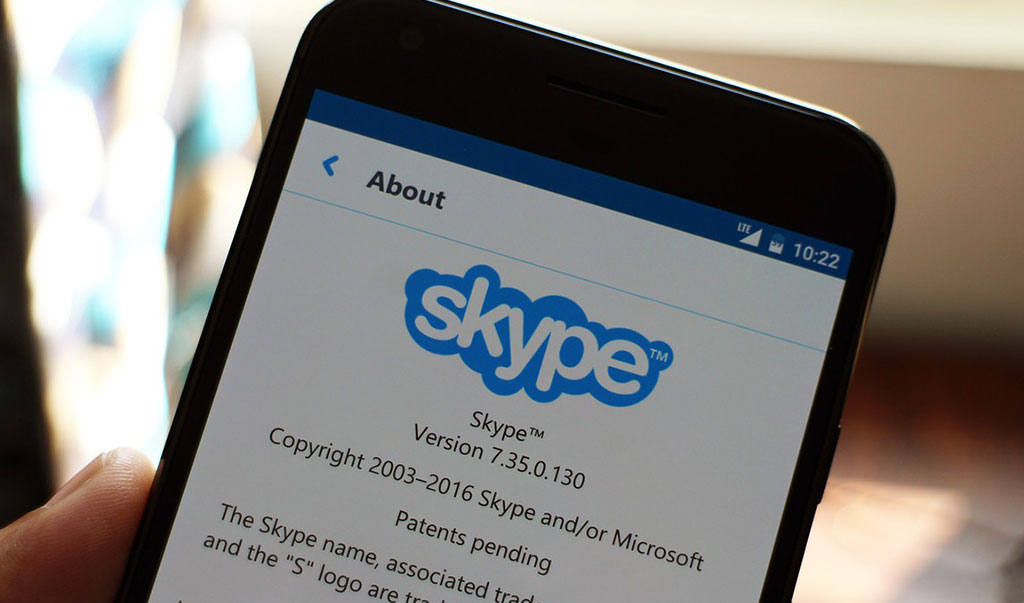 LTE 10:22
About
skype™
Skype™
Version 7.35.0.130
Copyright 2003–2016 Skype and/or Microsoft
Patents pending
The Skype name, associated
and the "S" logo are